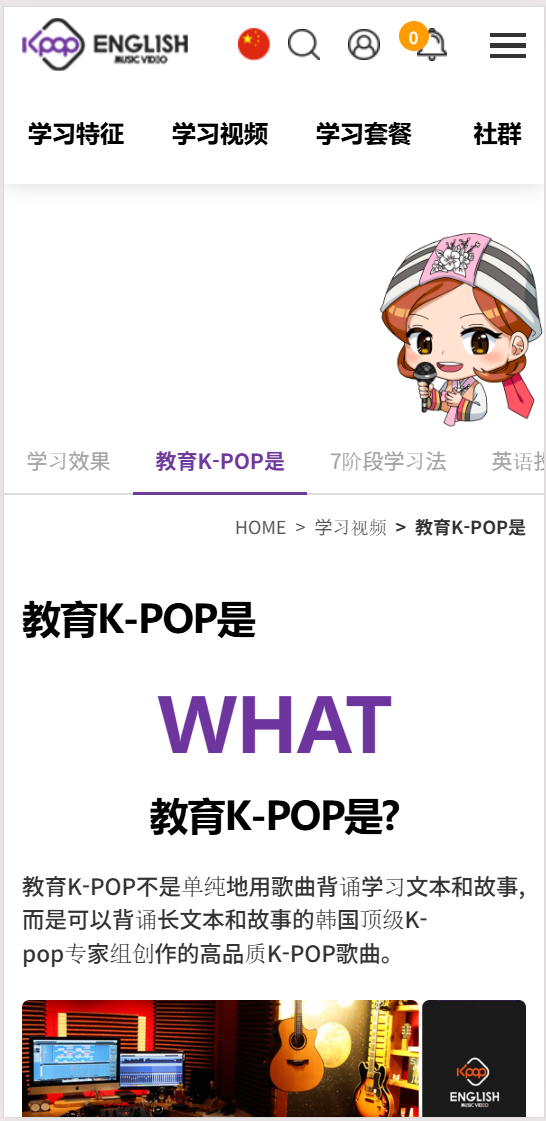 Kpop ENGLISH
MUSIC VIDEO
0
学习特征 学习视频 学习套餐 社群
学习效果 教育K-POP是 7阶段学习法 英语
HOME > 学习视频 > 教育K-POP是
教育K-POP是
WHAT
教育K-POP是?
教育K-POP不是单纯地用歌曲背诵学习文本和故事,
而是可以背诵长文本和故事的韩国顶级K-
pop专家组创作的高品质K-POP歌曲。
Kpop
ENGLISH
MUSIC VIDEO